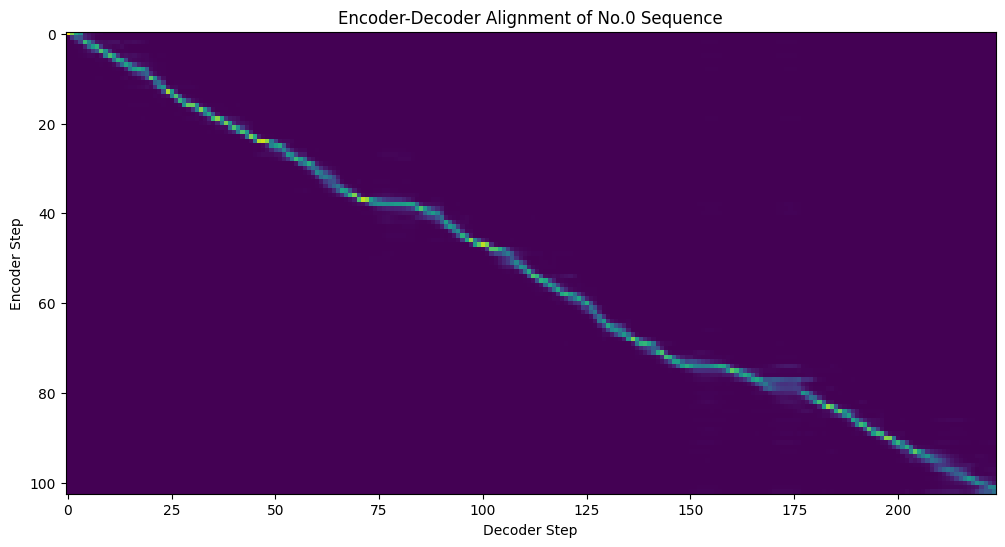 Encoder-Decoder Alignment of No.0 Sequence
0
20
40
60
80
100
Encoder Step
0 25 50 75 100 125 150 175 200
Decoder Step